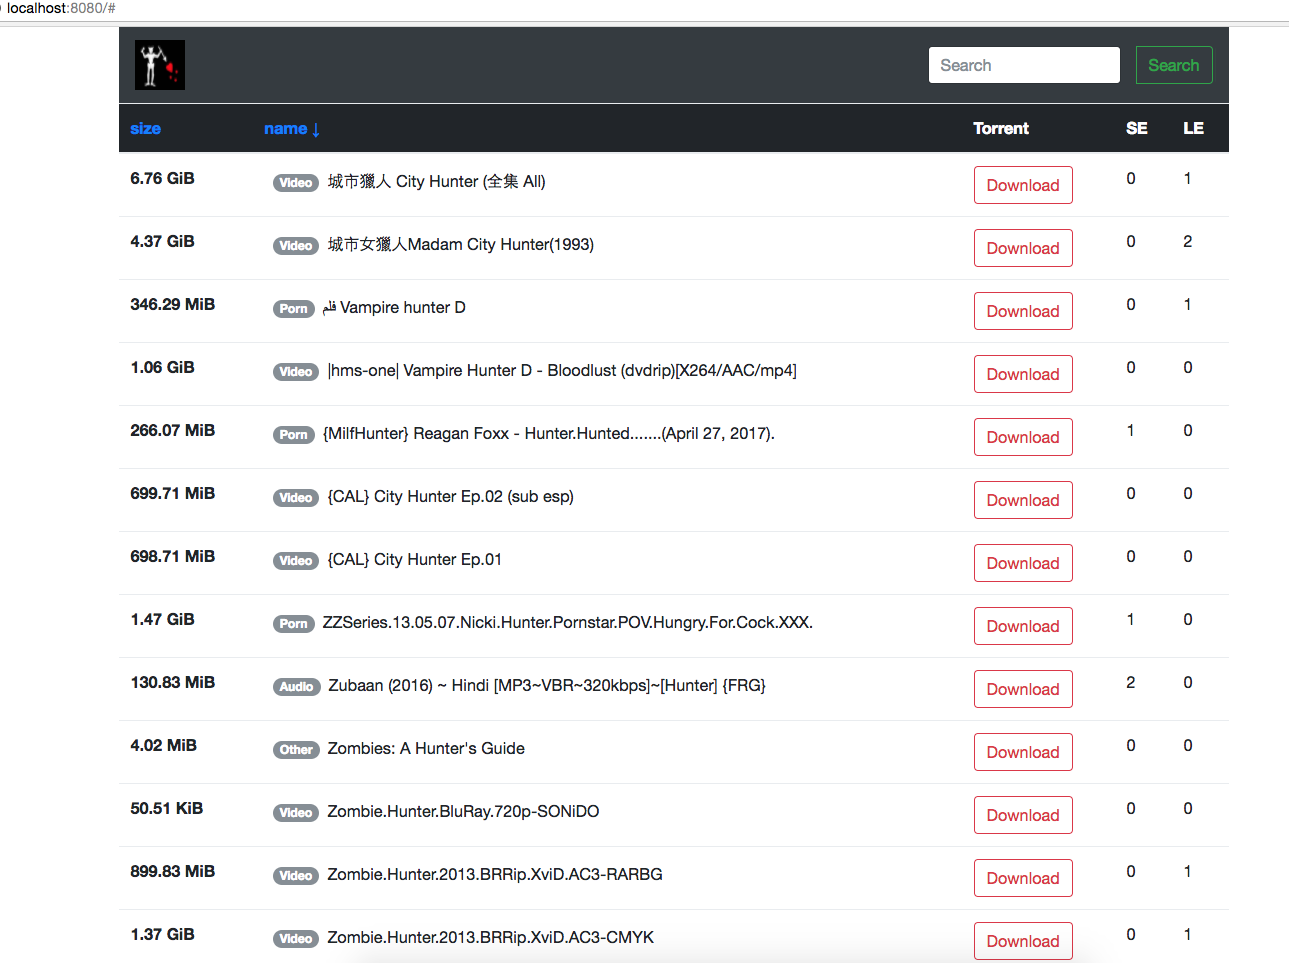 localhost:8080/#
Search Search
size name ↓ Torrent SE LE
6.76 GiB Video 城市獵人 City Hunter (全集 All) Download 0 1
4.37 GiB Video 城市女獵人Madam City Hunter(1993) Download 0 2
346.29 MiB Porn فلم Vampire hunter D Download 0 1
1.06 GiB Video |hms-one| Vampire Hunter D - Bloodlust (dvdrip)[X264/AAC/mp4] Download 0 0
266.07 MiB Porn {MilfHunter} Reagan Foxx - Hunter.Hunted.......(April 27, 2017). Download 1 0
699.71 MiB Video {CAL} City Hunter Ep.02 (sub esp) Download 0 0
698.71 MiB Video {CAL} City Hunter Ep.01 Download 0 0
1.47 GiB Porn ZZSeries.13.05.07.Nicki.Hunter.Pornstar.POV.Hungry.For.Cock.XXX. Download 1 0
130.83 MiB Audio Zubaan (2016) ~ Hindi [MP3~VBR~320kbps]~[Hunter] {FRG} Download 2 0
4.02 MiB Other Zombies: A Hunter's Guide Download 0 0
50.51 KiB Video Zombie.Hunter.BluRay.720p-SONiDO Download 0 0
899.83 MiB Video Zombie.Hunter.2013.BRRip.XviD.AC3-RARBG Download 0 1
1.37 GiB Video Zombie.Hunter.2013.BRRip.XviD.AC3-CMYK Download 0 1